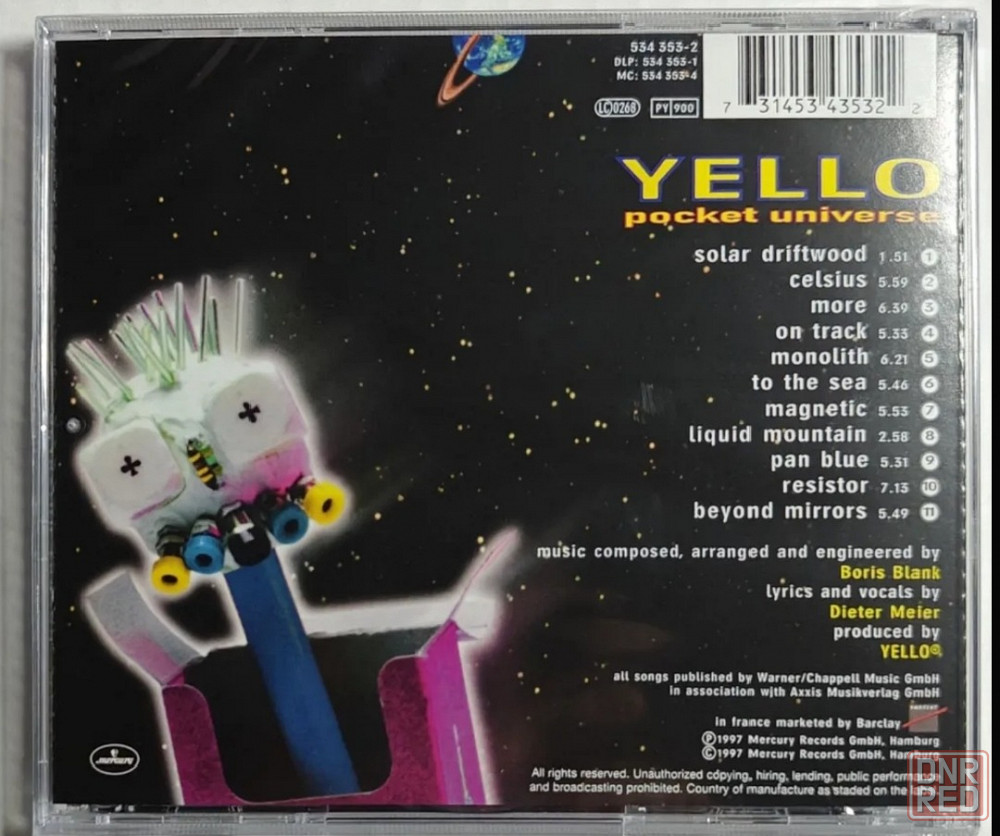 534 353-2
DLP: 534 353-1
MC: 534 353-4
LC 0268
PY 900
7 31453 43532 2
YELLO
pocket universe
solar driftwood 1.51 1
celsius 5.59 2
more 6.39 3
on track 5.33 4
monolith 6.21 5
to the sea 5.46 6
magnetic 5.53 7
liquid mountain 2.58 8
pan blue 5.31 9
resistor 7.13 10
beyond mirrors 5.49 11
music composed, arranged and engineered by
Boris Blank
lyrics and vocals by
Dieter Meier
produced by
YELLO®
all songs published by Warner/Chappell Music GmbH
in association with Axxis Musikverlag GmbH
in france marketed by Barclay
℗1997 Mercury Records GmbH, Hamburg
©1997 Mercury Records GmbH, Hamburg
All rights reserved. Unauthorized copying, hiring, lending, public performance
and broadcasting prohibited. Country of manufacture as staded on the label.
mercury
DNR
RED